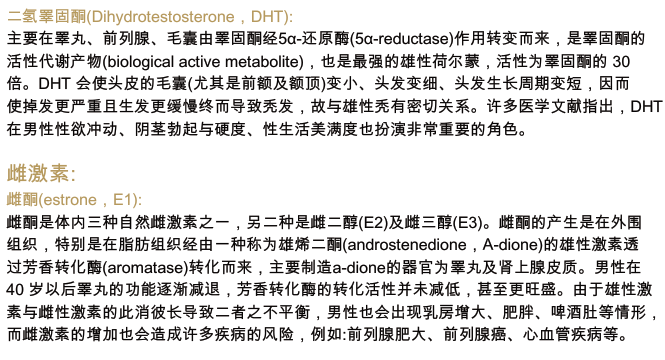 二氢睪固酮(Dihydrotestosterone，DHT):
主要在睪丸、前列腺、毛囊由睪固酮经5α-还原酶(5α-reductase)作用转变而来，是睪固酮的
活性代谢产物(biological active metabolite)，也是最强的雄性荷尔蒙，活性为睪固酮的 30
倍。DHT 会使头皮的毛囊(尤其是前额及额顶)变小、头发变细、头发生长周期变短，因而
使掉发更严重且生发更缓慢终而导致秃发，故与雄性秃有密切关系。许多医学文献指出，DHT
在男性性欲冲动、阴茎勃起与硬度、性生活美满度也扮演非常重要的角色。
雌激素:
雌酮(estrone，E1):
雌酮是体内三种自然雌激素之一，另二种是雌二醇(E2)及雌三醇(E3)。雌酮的产生是在外围
组织，特别是在脂肪组织经由一种称为雄烯二酮(androstenedione，A-dione)的雄性激素透
过芳香转化酶(aromatase)转化而来，主要制造a-dione的器官为睪丸及肾上腺皮质。男性在
40 岁以后睪丸的功能逐渐减退，芳香转化酶的转化活性并未减低，甚至更旺盛。由于雄性激
素与雌性激素的此消彼长导致二者之不平衡，男性也会出现乳房增大、肥胖、啤酒肚等情形，
而雌激素的增加也会造成许多疾病的风险，例如:前列腺肥大、前列腺癌、心血管疾病等。